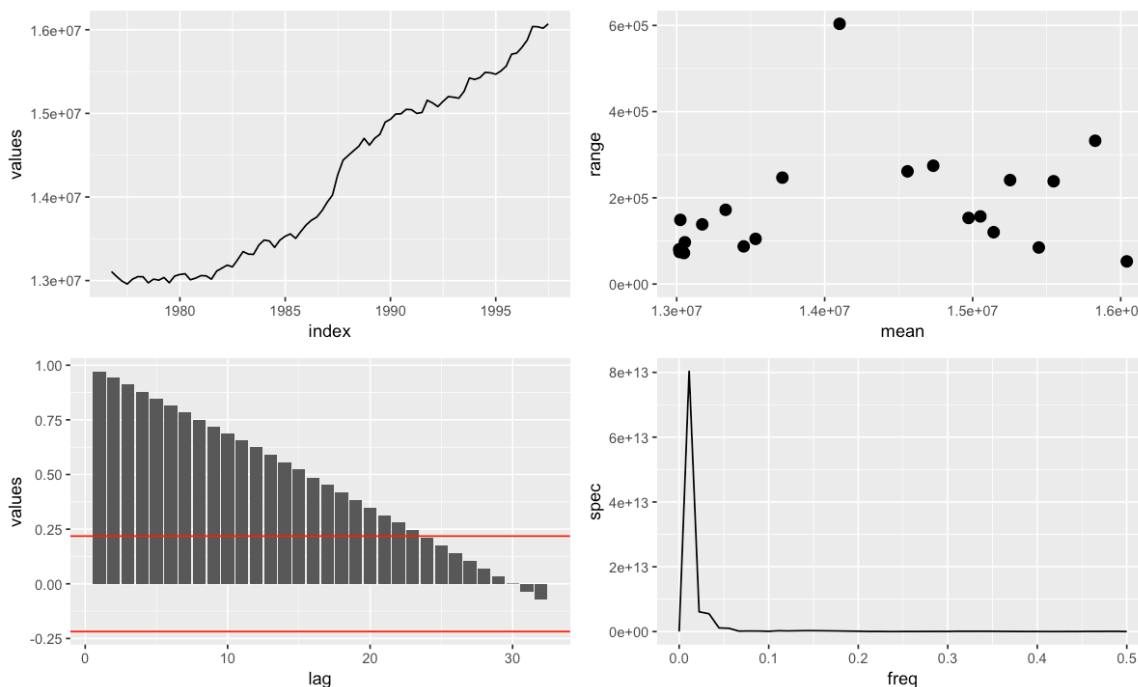 1.6e+07
1.5e+07
1.4e+07
1.3e+07
values
1980 1985 1990 1995
index
6e+05
4e+05
2e+05
0e+00
range
1.3e+07 1.4e+07 1.5e+07 1.6e+0
mean
1.00
0.75
0.50
0.25
0.00
-0.25
values
0 10 20 30
lag
8e+13
6e+13
4e+13
2e+13
0e+00
spec
0.0 0.1 0.2 0.3 0.4 0.5
freq